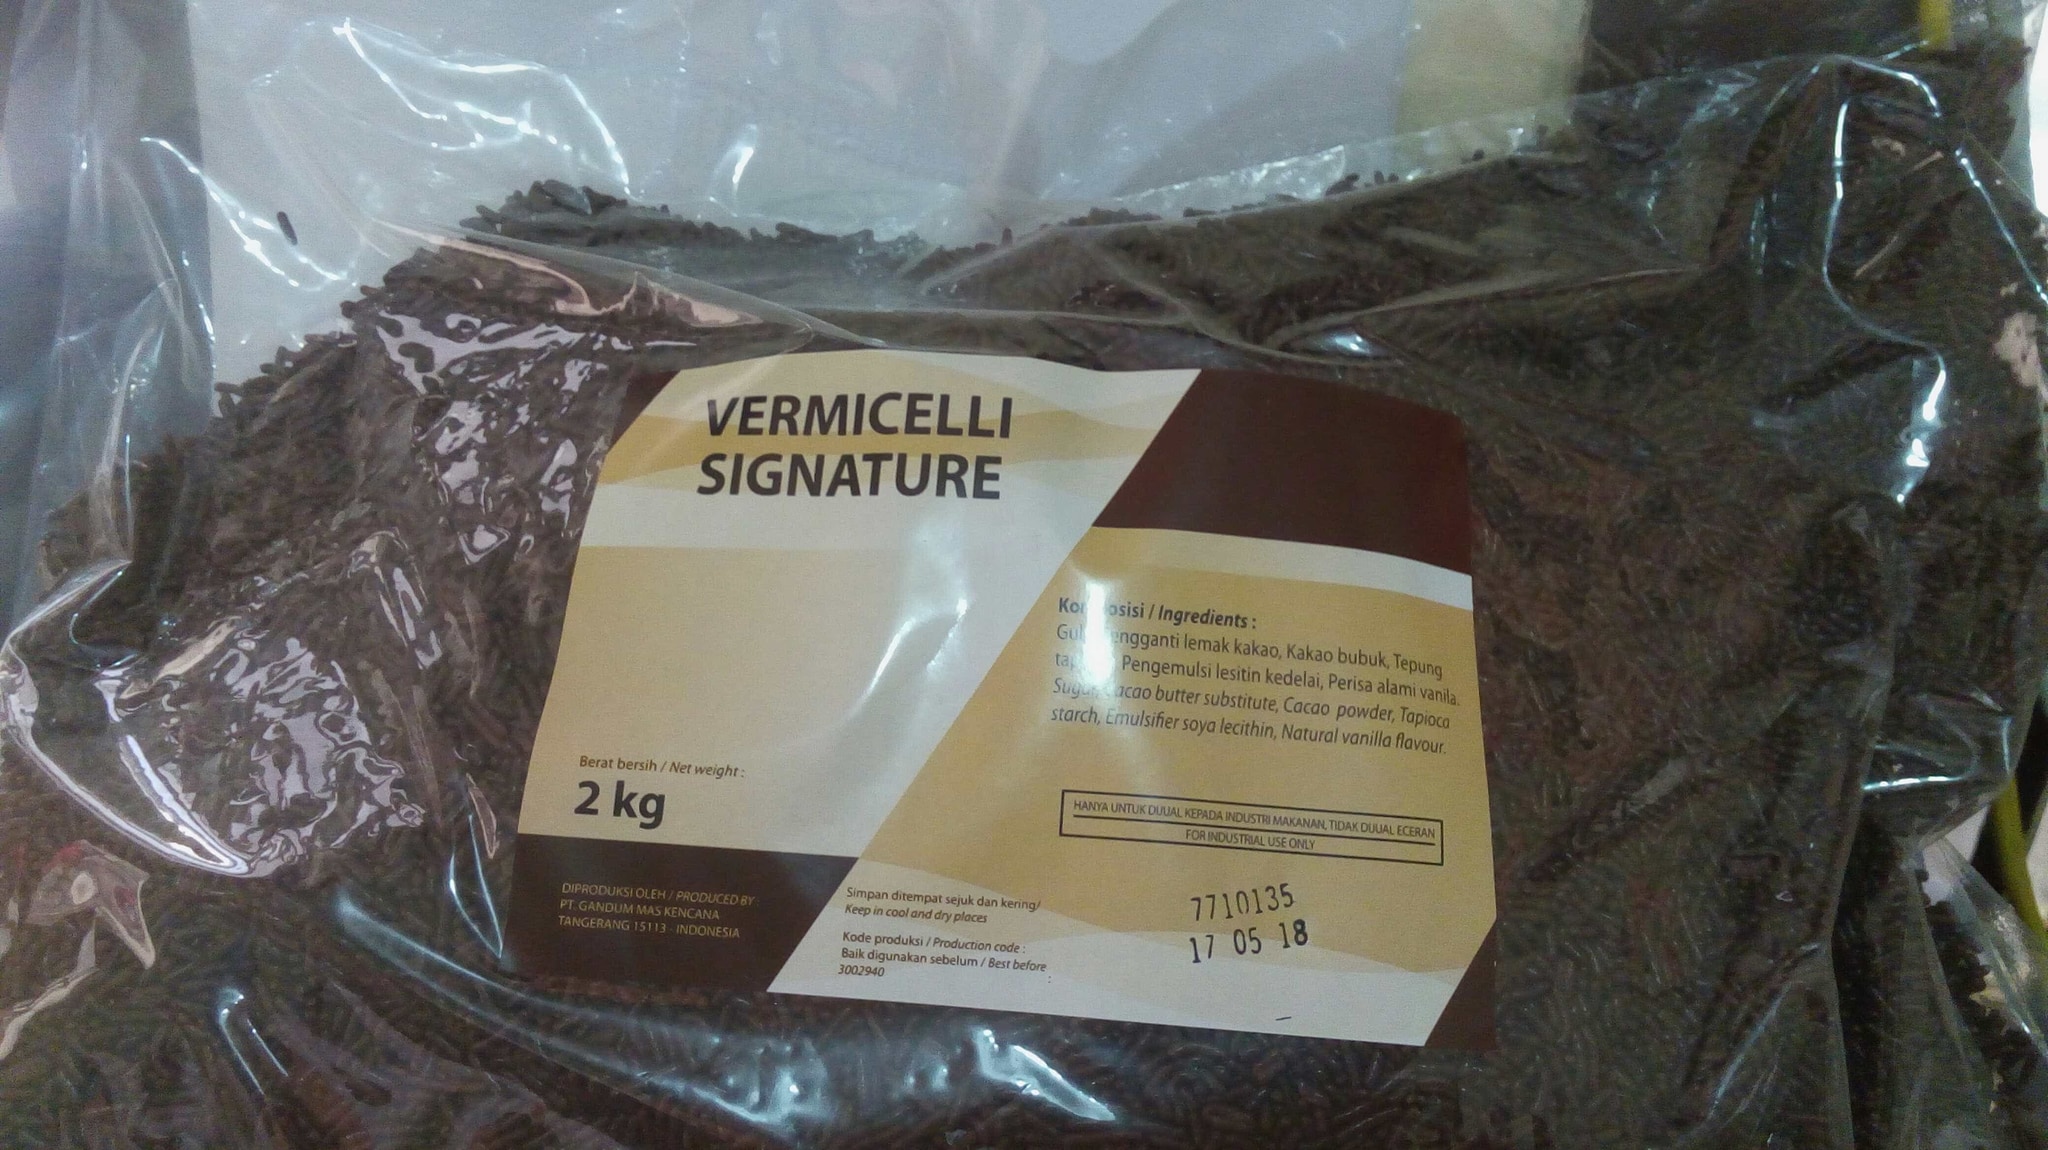 VERMICELLI
SIGNATURE
Berat bersih / Net weight :
2 kg
DIPRODUKSI OLEH / PRODUCED BY :
PT. GANDUM MAS KENCANA
TANGERANG 15113 - INDONESIA
/ Ingredients :
lemak kakao, Kakao bubuk, Tepung
Pengemulsi lesitin kedelai, Perisa alami vanila.
butter substitute, Cacao powder, Tapioca
starch, Emulsifier soya lecithin, Natural vanilla flavour.
HANYA UNTUK DIJUAL KEPADA INDUSTRI MAKANAN, TIDAK DIJUAL ECERAN
FOR INDUSTRIAL USE ONLY
Simpan ditempat sejuk dan kering/
Keep in cool and dry places
Kode produksi / Production code :
Baik digunakan sebelum / Best before :
3002940
7710135
17 05 18